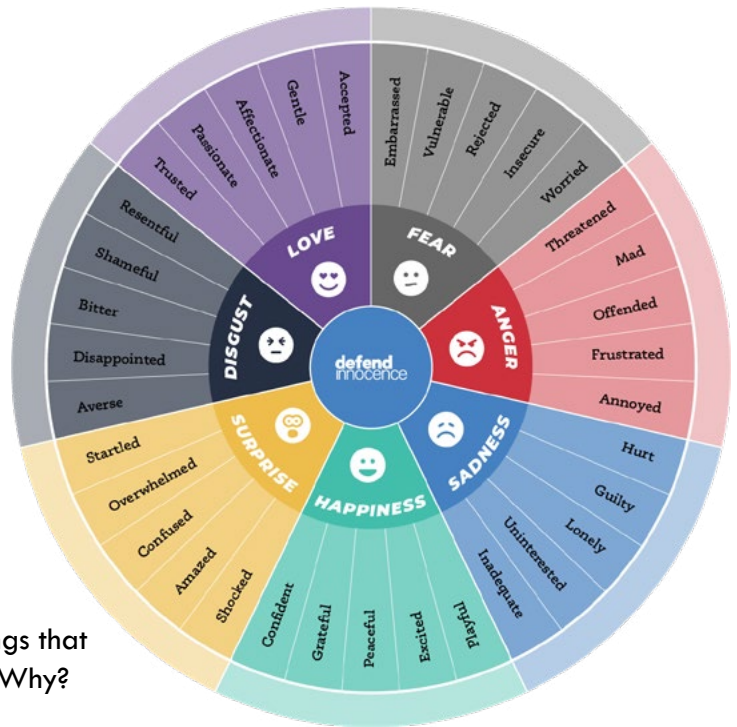 LOVE
Trusted
Passionate
Affectionate
Gentle
Accepted
FEAR
Embarrassed
Vulnerable
Rejected
Insecure
Worried
ANGER
Threatened
Mad
Offended
Frustrated
Annoyed
SADNESS
Hurt
Guilty
Lonely
Uninterested
Inadequate
HAPPINESS
Playful
Excited
Peaceful
Grateful
Confident
SURPRISE
Shocked
Amazed
Confused
Overwhelmed
Startled
DISGUST
Averse
Disappointed
Bitter
Shameful
Resentful
defend
innocence
gs that
Why?